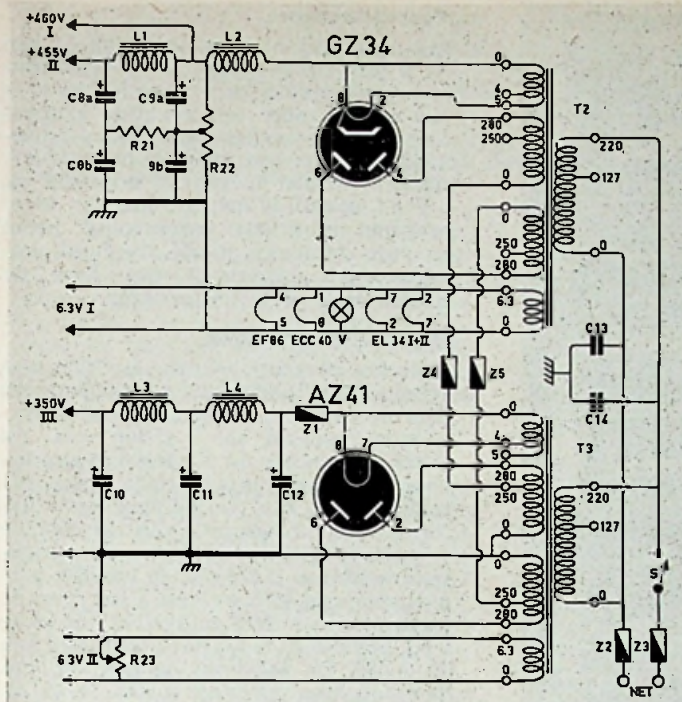 +460V
I
+455V
II
L1
L2
GZ34
C8a
C9a
R21
C8b
9b
R22
8
2
6
4
0
4
5
280
250
0
0
250
280
6.3
0
T2
220
127
0
6.3V I
4
5
1
8
7
2
2
7
EF86
ECC40
V
EL34 I+II
C13
C14
Z4
Z5
+350V
III
L3
L4
AZ41
Z1
8
7
6
2
C10
C11
C12
0
4
5
280
250
0
0
250
280
6.3
0
T3
220
127
0
S
6.3V II
R23
Z2
Z3
NET